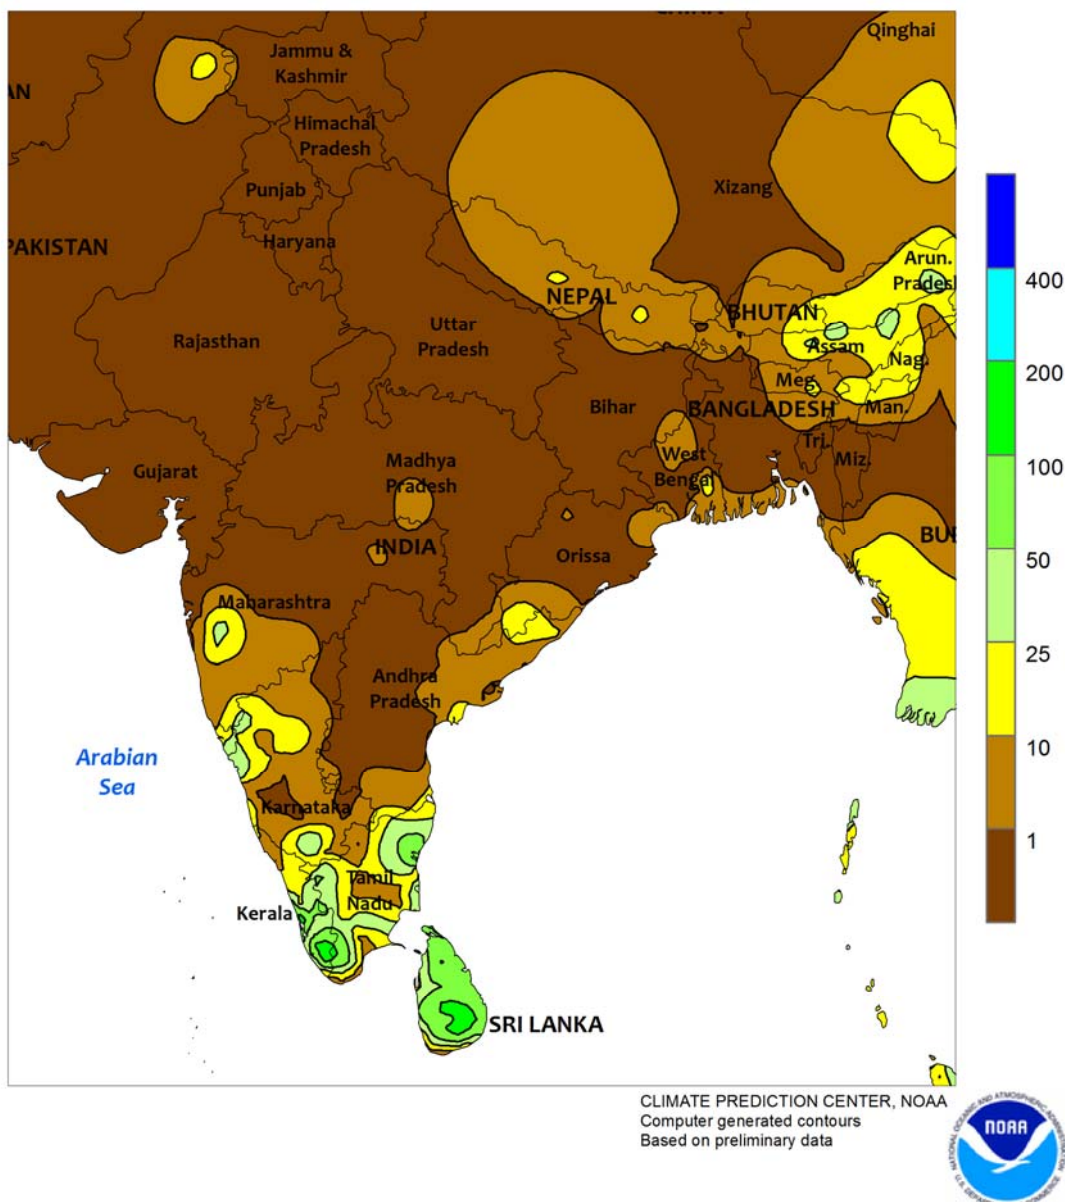 CHINA
Qinghai
Jammu &
Kashmir
AN
Himachal
Pradesh
Punjab
Xizang
Haryana
PAKISTAN
Arun.
Pradesh
NEPAL
BHUTAN
Uttar
Pradesh
Rajasthan
Assam
Nag.
Meg.
Bihar
BANGLADESH
Man.
Tri.
West
Bengal
Miz.
Madhya
Pradesh
Gujarat
INDIA
Orissa
BU
Maharashtra
Andhra
Pradesh
Arabian
Sea
Karnataka
Tamil
Nadu
Kerala
SRI LANKA
400
200
100
50
25
10
1
CLIMATE PREDICTION CENTER, NOAA
Computer generated contours
Based on preliminary data
NOAA